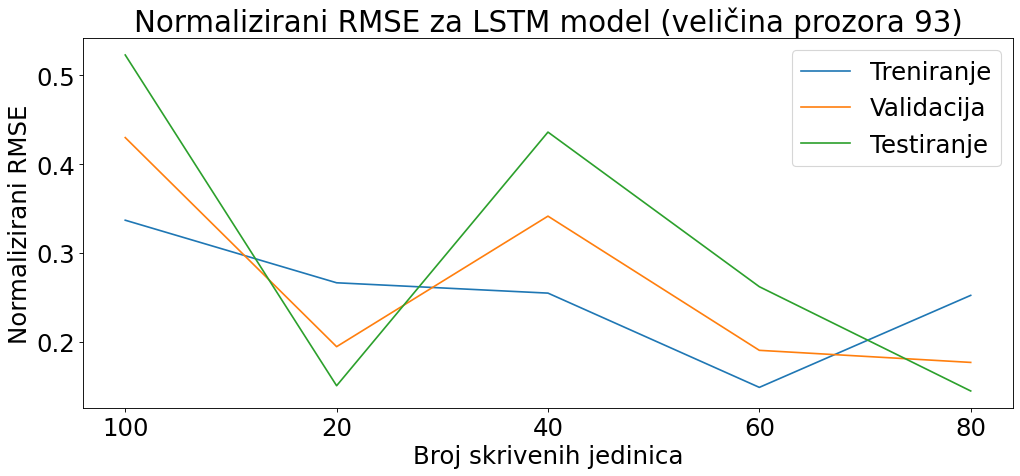 Normalizirani RMSE za LSTM model (veličina prozora 93)
Treniranje
Validacija
Testiranje
Normalizirani RMSE
0.5
0.4
0.3
0.2
100 20 40 60 80
Broj skrivenih jedinica